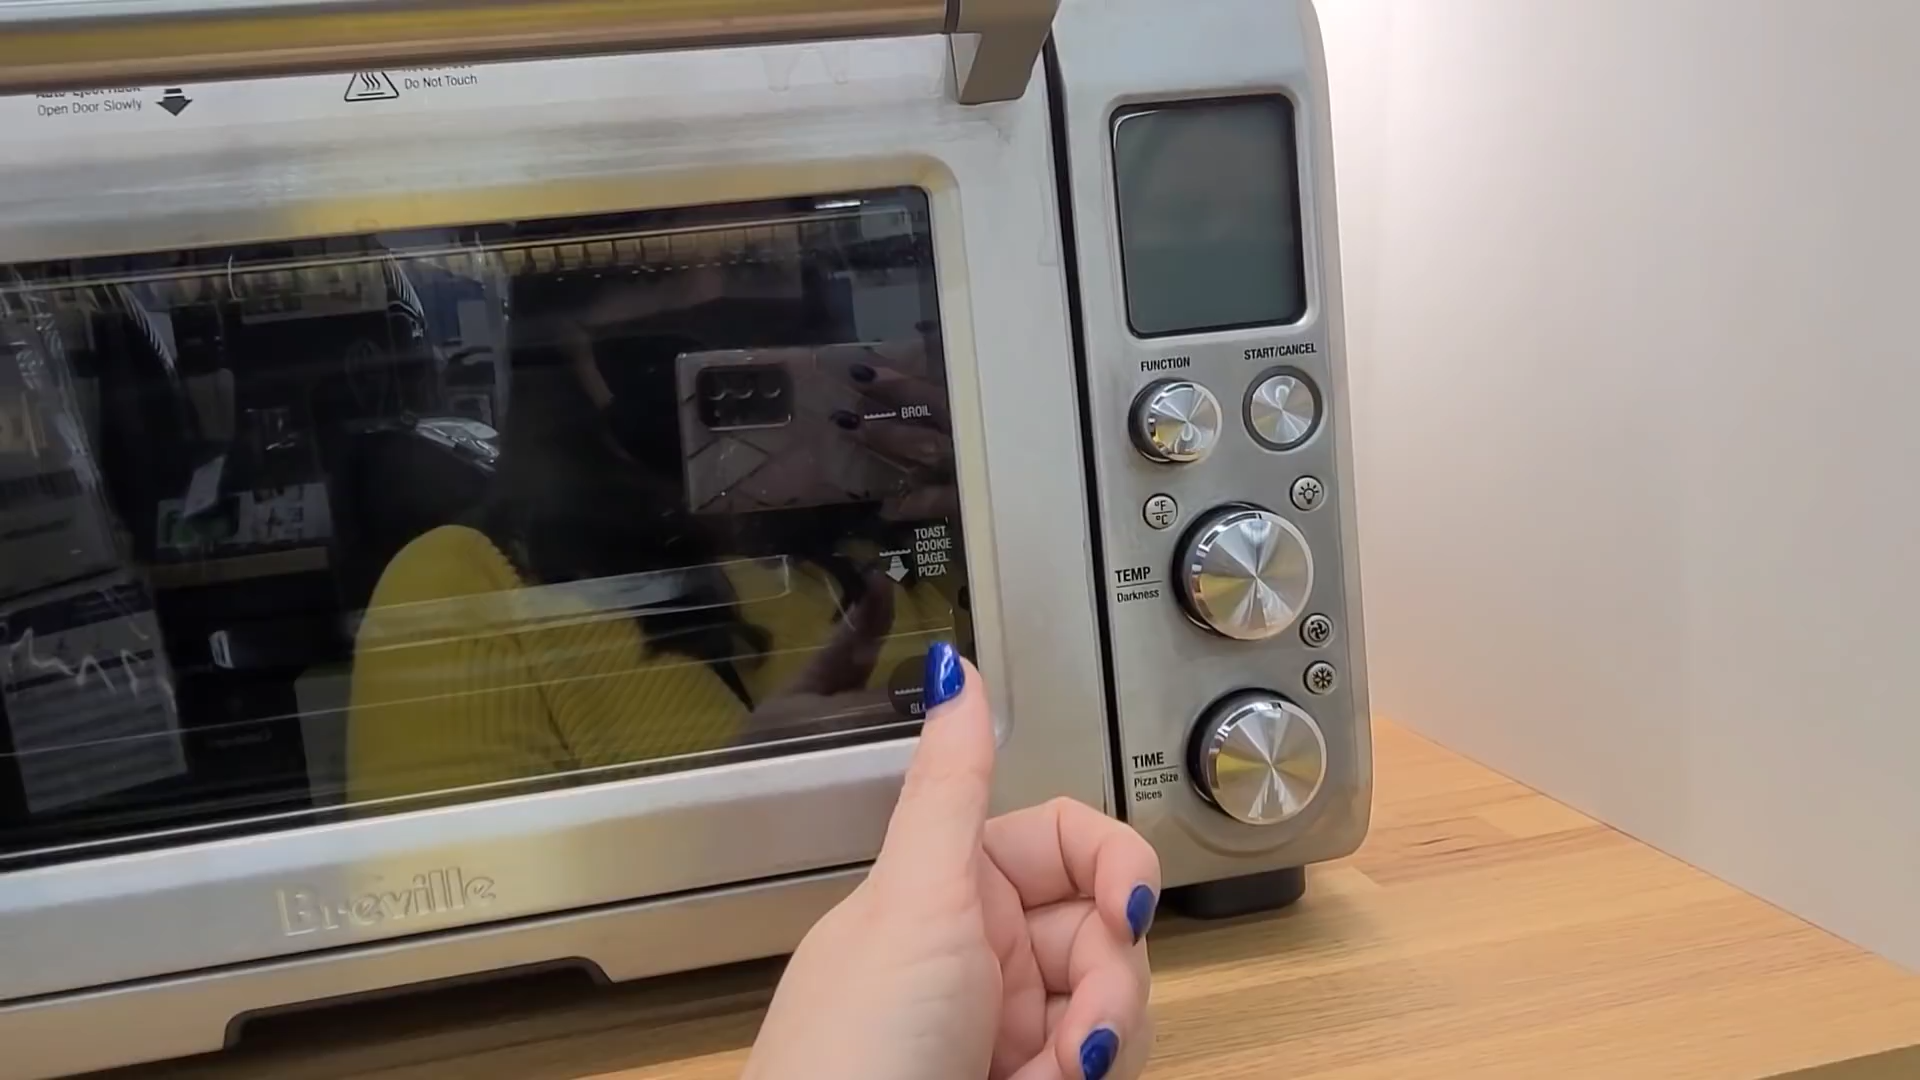 Open Door Slowly
Do Not Touch
FUNCTION
START/CANCEL
BROIL
°F
°C
TOAST
COOKIE
BAGEL
PIZZA
TEMP
Darkness
TIME
Pizza Size
Slices
Breville